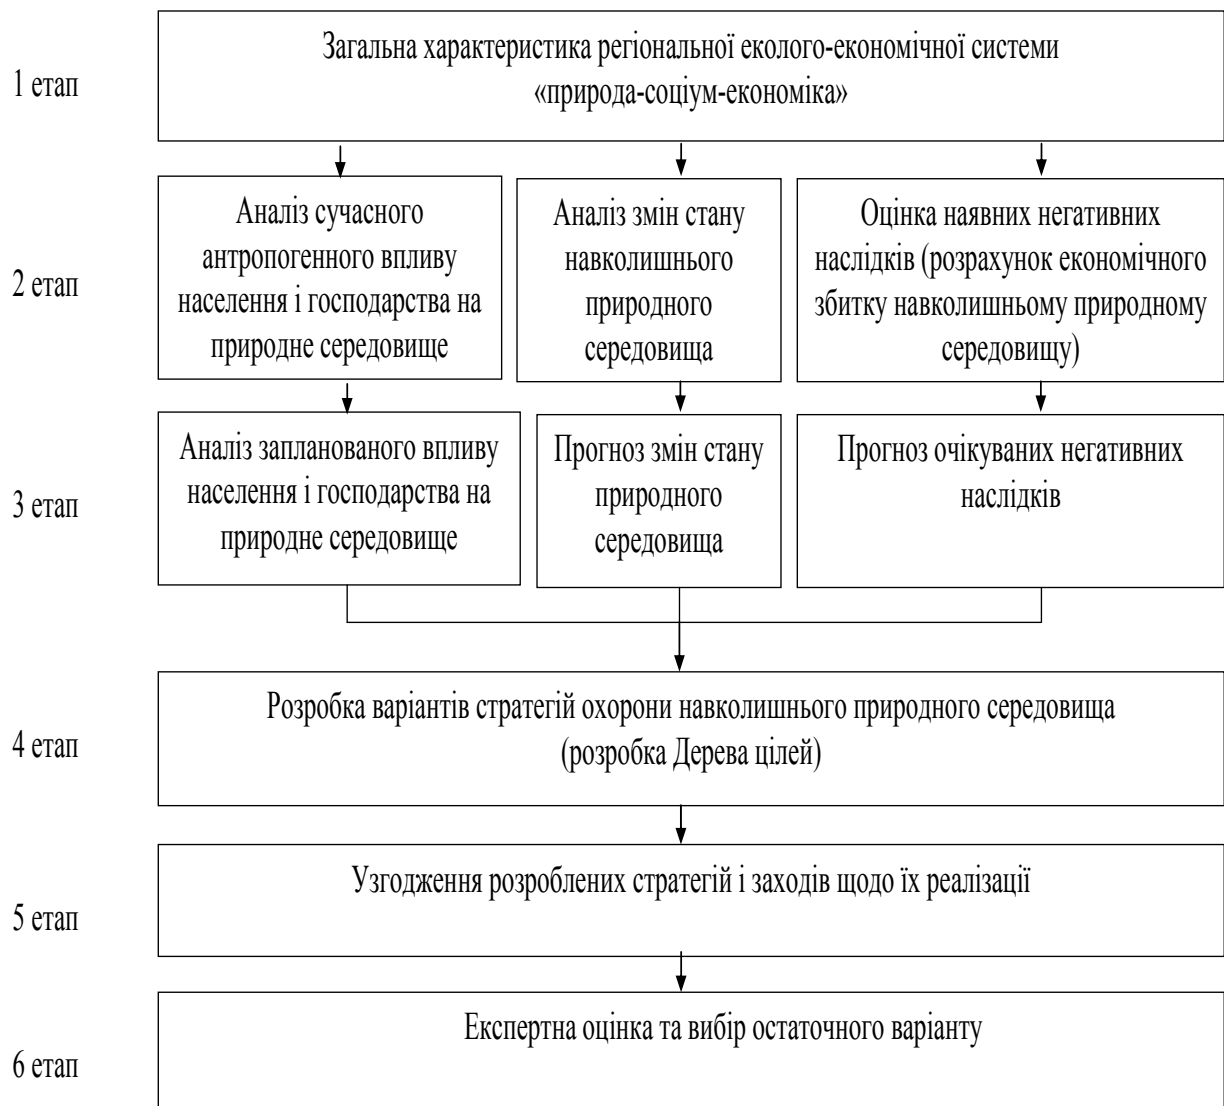 1 етап
Загальна характеристика регіональної еколого-економічної системи
«природа-соціум-економіка»
2 етап
Аналіз сучасного
антропогенного впливу
населення і господарства на
природне середовище
Аналіз змін стану
навколишнього
природного
середовища
Оцінка наявних негативних
наслідків (розрахунок економічного
збитку навколишньому природному
середовищу)
3 етап
Аналіз запланованого впливу
населення і господарства на
природне середовище
Прогноз змін стану
природного
середовища
Прогноз очікуваних негативних
наслідків
4 етап
Розробка варіантів стратегій охорони навколишнього природного середовища
(розробка Дерева цілей)
5 етап
Узгодження розроблених стратегій і заходів щодо їх реалізації
6 етап
Експертна оцінка та вибір остаточного варіанту